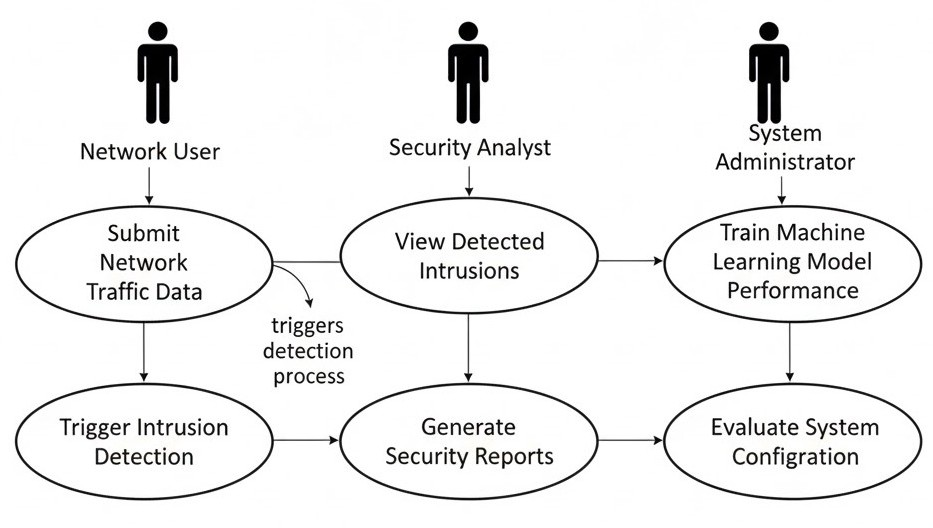 Network User
Security Analyst
System
Administrator
Submit
Network
Traffic Data
View Detected
Intrusions
Train Machine
Learning Model
Performance
triggers
detection
process
Trigger Intrusion
Detection
Generate
Security Reports
Evaluate System
Configration